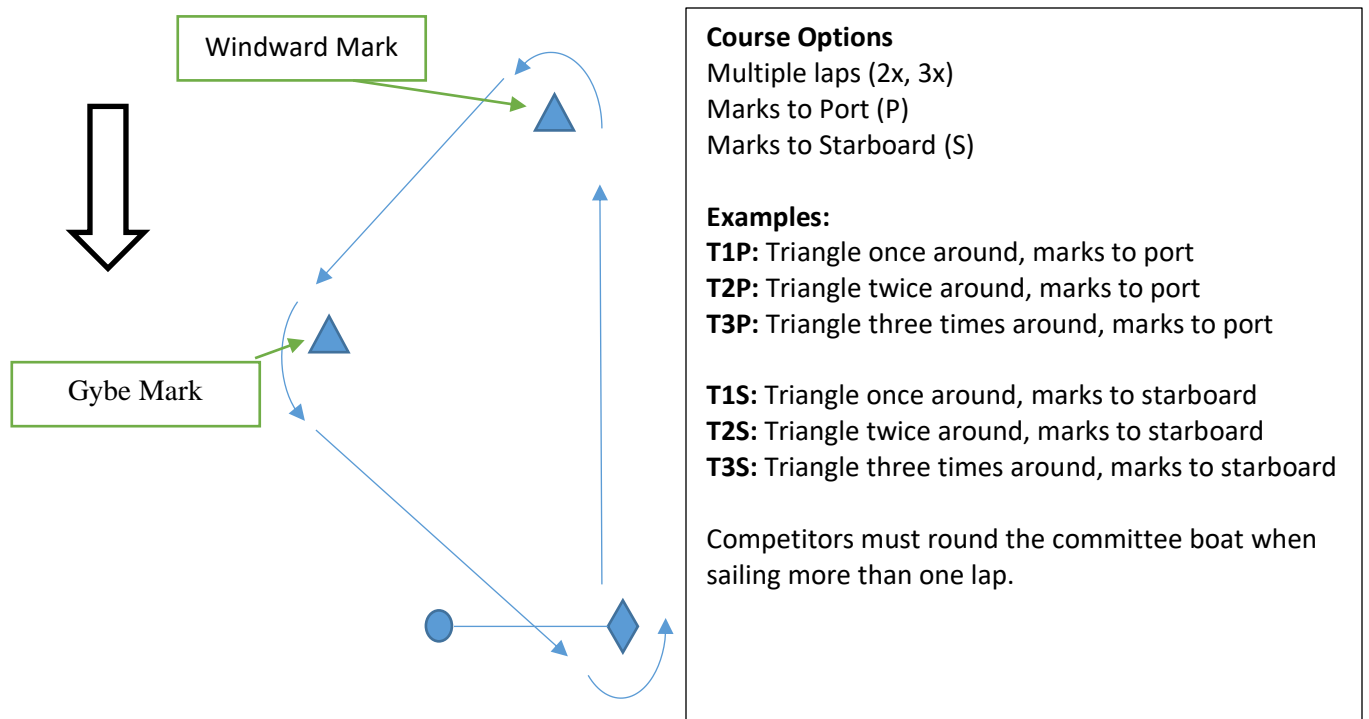 Windward Mark
Gybe Mark
Course Options
Multiple laps (2x, 3x)
Marks to Port (P)
Marks to Starboard (S)
Examples:
T1P: Triangle once around, marks to port
T2P: Triangle twice around, marks to port
T3P: Triangle three times around, marks to port
T1S: Triangle once around, marks to starboard
T2S: Triangle twice around, marks to starboard
T3S: Triangle three times around, marks to starboard
Competitors must round the committee boat when
sailing more than one lap.